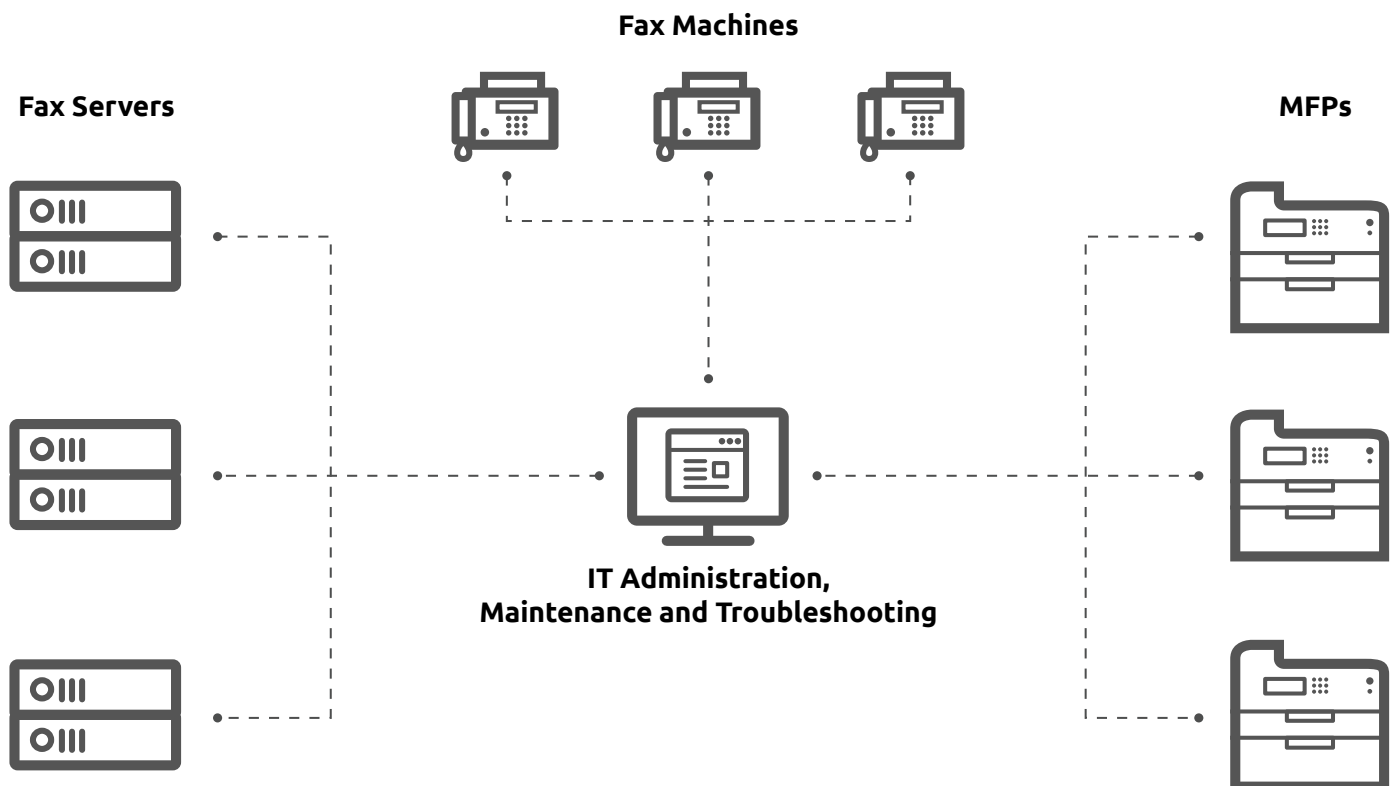 Fax Machines
Fax Servers
MFPs
IT Administration,
Maintenance and Troubleshooting